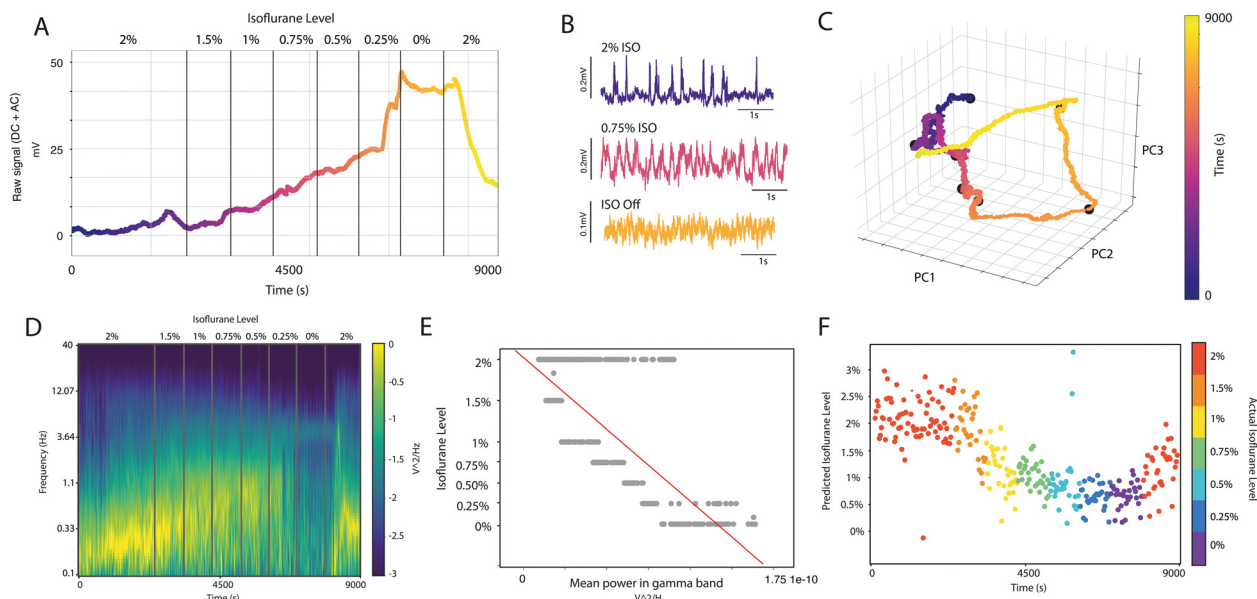 A
Isoflurane Level
2% 1.5% 1% 0.75% 0.5% 0.25% 0% 2%
50
25
0
Raw signal (DC + AC)
mV
0 4500 9000
Time (s)
B
2% ISO
0.2mV
1s
0.75% ISO
0.2mV
1s
ISO Off
0.1mV
1s
C
PC1
PC2
PC3
9000
Time (s)
0
D
Isoflurane Level
2% 1.5% 1% 0.75% 0.5% 0.25% 0% 2%
40
12.07
3.64
1.1
0.33
0.1
Frequency (Hz)
0 4500 9000
Time (s)
0
-0.5
-1
-1.5
-2
-2.5
-3
V^2/Hz
E
Isoflurane Level
2%
1.5%
1%
0.75%
0.50%
0.25%
0%
0 1.75 1e-10
Mean power in gamma band
V^2/H
F
Predicted Isoflurane Level
3%
2.5%
2%
1.5%
1%
0.5%
0%
0 4500 9000
Time (s)
2%
1.5%
1%
0.75%
0.5%
0.25%
0%
Actual Isoflurane Level